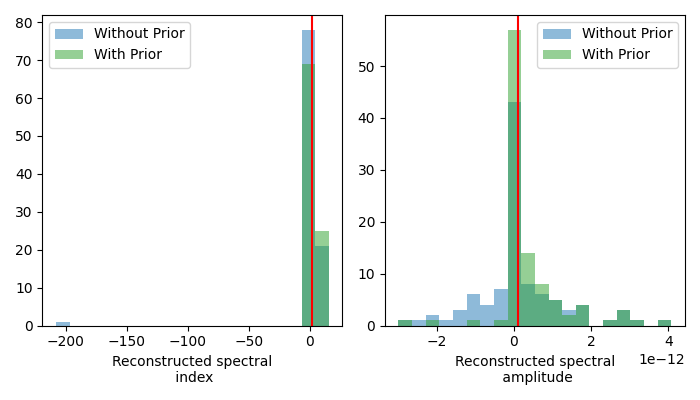 80
70
60
50
40
30
20
10
0
Without Prior
With Prior
−200
−150
−100
−50
0
Reconstructed spectral
index
50
40
30
20
10
0
Without Prior
With Prior
−2
0
2
4
1e−12
Reconstructed spectral
amplitude